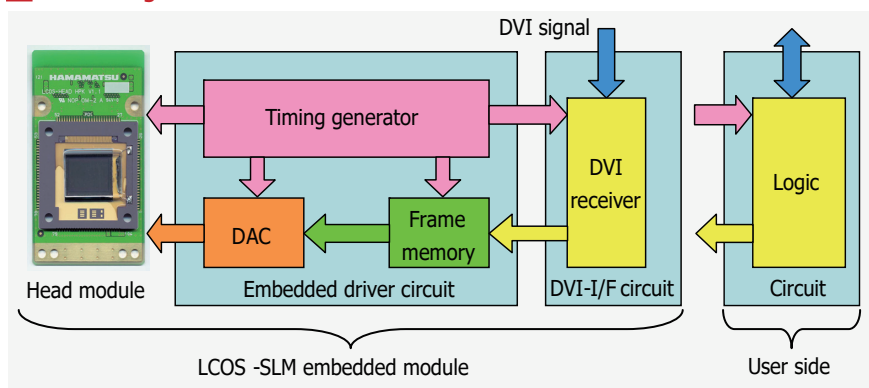 DVI signal
HAMAMATSU
Timing generator
DVI
receiver
Logic
DAC
Frame
memory
Head module
Embedded driver circuit
DVI-I/F circuit
Circuit
LCOS -SLM embedded module
User side